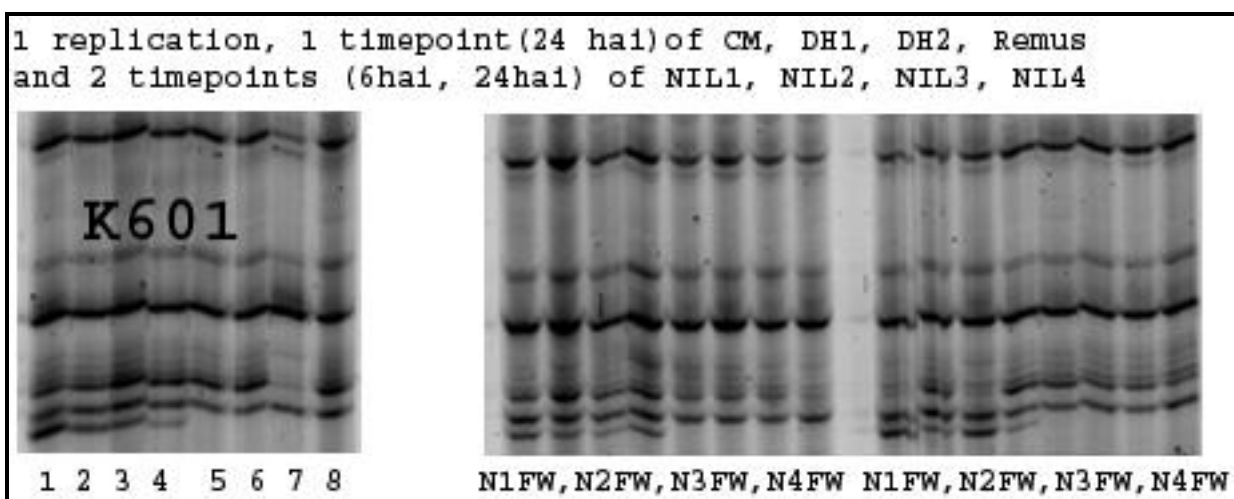 1 replication, 1 timepoint(24 hai)of CM, DH1, DH2, Remus
and 2 timepoints (6hai, 24hai) of NIL1, NIL2, NIL3, NIL4
K601
1 2 3 4 5 6 7 8
N1FW,N2FW,N3FW,N4FW N1FW,N2FW,N3FW,N4FW